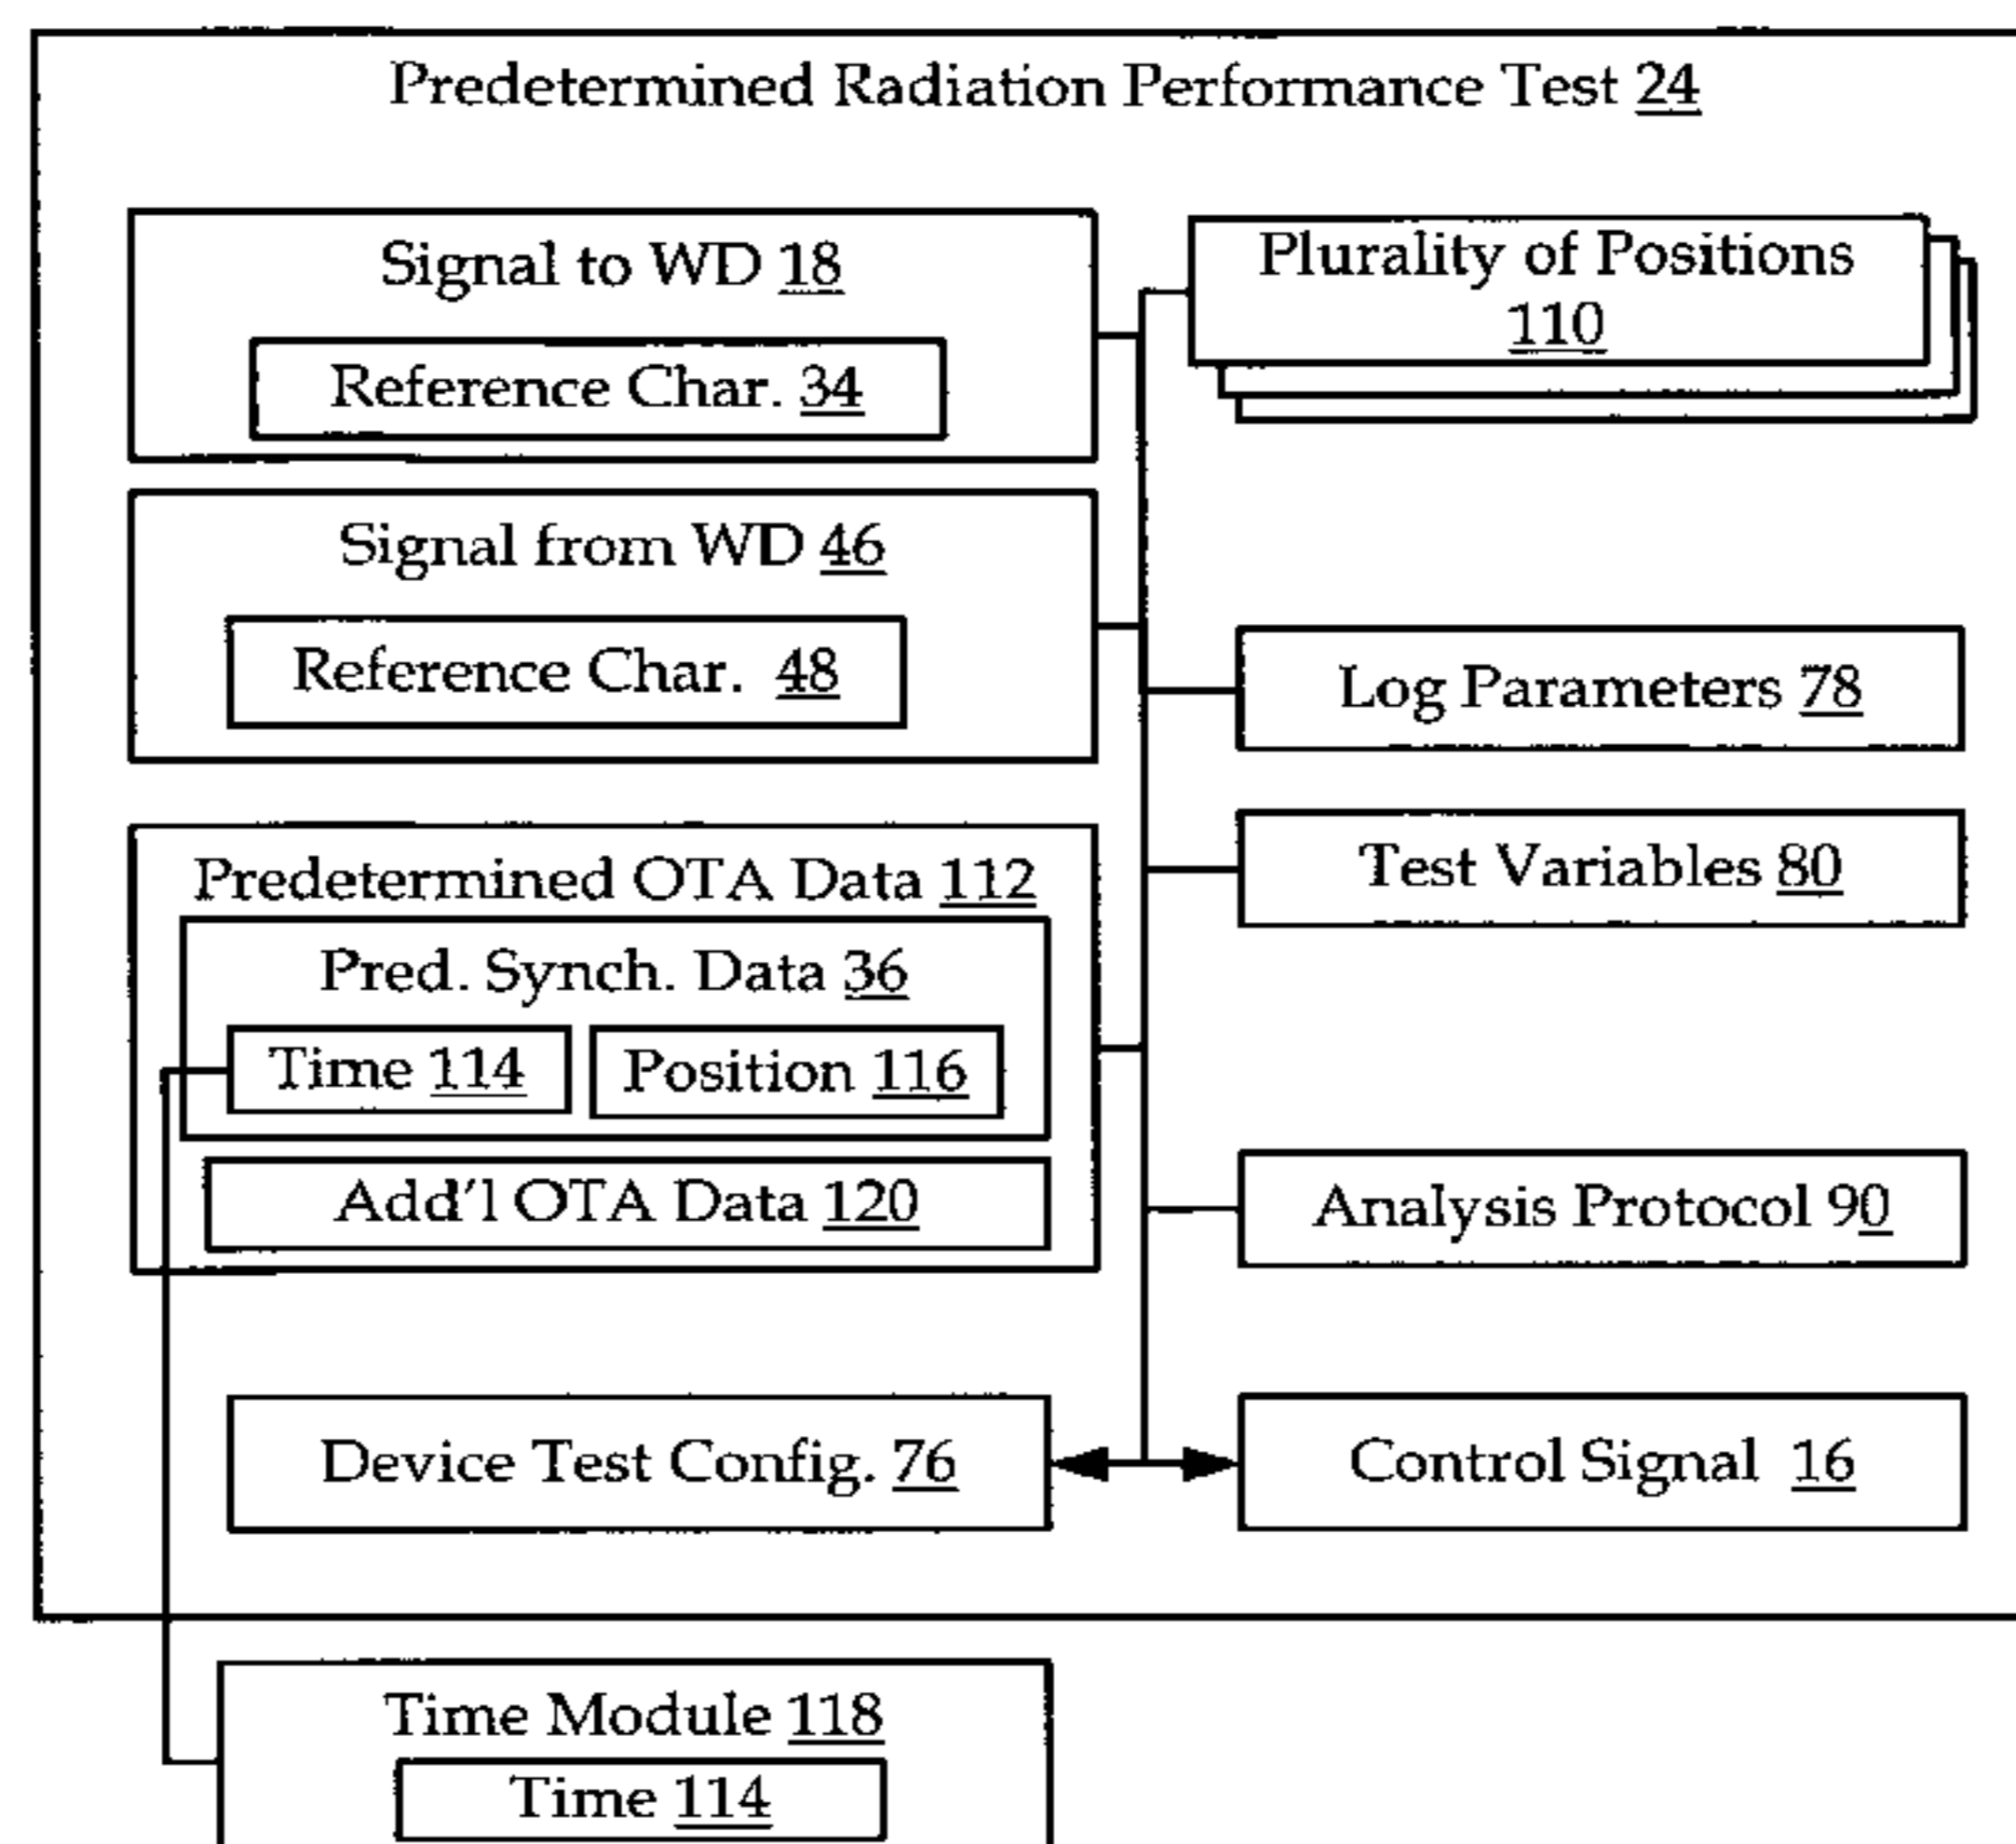 Predetermined Radiation Performance Test 24
Signal to WD 18
Reference Char. 34
Signal from WD 46
Reference Char. 48
Predetermined OTA Data 112
Pred. Synch. Data 36
Time 114
Position 116
Add'l OTA Data 120
Device Test Config. 76
Plurality of Positions
110
Log Parameters 78
Test Variables 80
Analysis Protocol 90
Control Signal 16
Time Module 118
Time 114